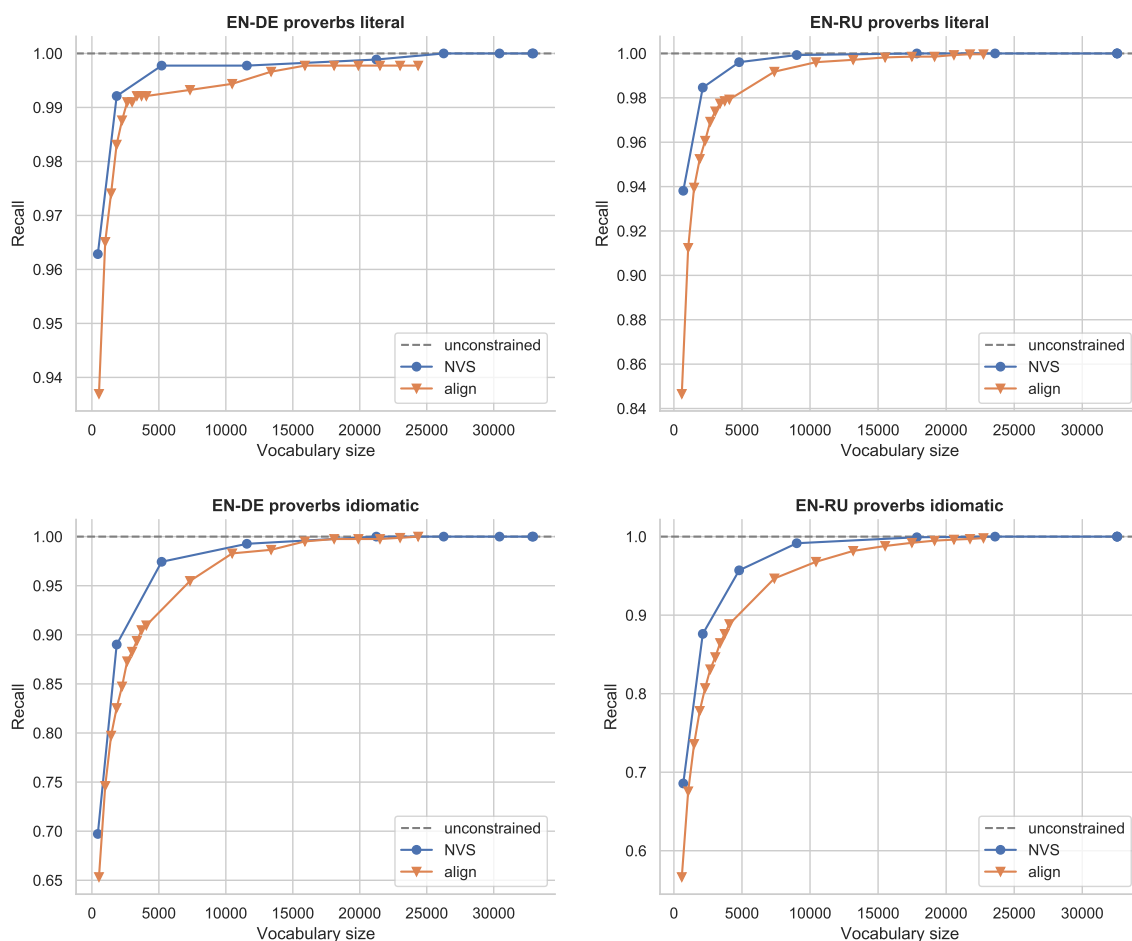 EN-DE proverbs literal
Recall
1.00
0.99
0.98
0.97
0.96
0.95
0.94
unconstrained
NVS
align
0 5000 10000 15000 20000 25000 30000
Vocabulary size
EN-RU proverbs literal
Recall
1.00
0.98
0.96
0.94
0.92
0.90
0.88
0.86
0.84
unconstrained
NVS
align
0 5000 10000 15000 20000 25000 30000
Vocabulary size
EN-DE proverbs idiomatic
Recall
1.00
0.95
0.90
0.85
0.80
0.75
0.70
0.65
unconstrained
NVS
align
0 5000 10000 15000 20000 25000 30000
Vocabulary size
EN-RU proverbs idiomatic
Recall
1.0
0.9
0.8
0.7
0.6
unconstrained
NVS
align
0 5000 10000 15000 20000 25000 30000
Vocabulary size